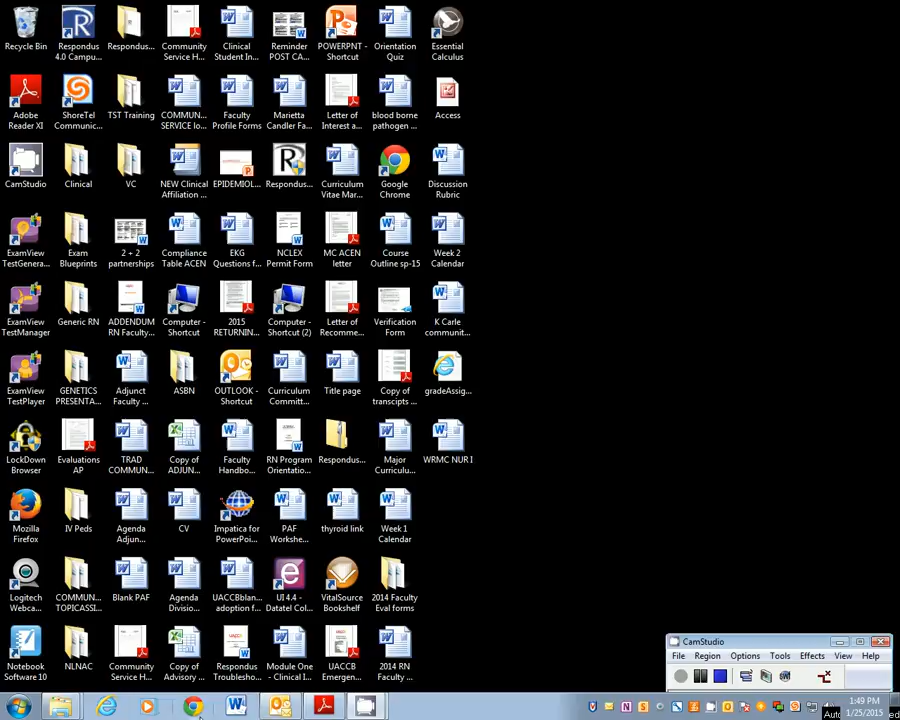 Recycle Bin
Respondus 4.0 Campu...
Respondus...
Community Service H...
Clinical Student In...
Reminder POST CA...
POWERPNT - Shortcut
Orientation Quiz
Essential Calculus
Adobe Reader XI
ShoreTel Communic...
TST Training
COMMUN... SERVICE lo...
Faculty Profile Forms
Marietta Candler Fa...
Letter of Interest a...
blood borne pathogen ...
Access
CamStudio
Clinical
VC
NEW Clinical Affiliation ...
EPIDEMIOL...
Respondus...
Curriculum Vitae Mar...
Google Chrome
Discussion Rubric
ExamView TestGenera...
Exam Blueprints
2 + 2 partnerships
Compliance Table ACEN
EKG Questions f...
NCLEX Permit Form
MC ACEN letter
Course Outline sp-15
Week 2 Calendar
ExamView TestManager
Generic RN
ADDENDUM RN Faculty...
Computer - Shortcut
2015 RETURNIN...
Computer - Shortcut (2)
Letter of Recomme...
Verification Form
K Carle communit...
ExamView TestPlayer
GENETICS PRESENTA...
Adjunct Faculty ...
ASBN
OUTLOOK - Shortcut
Curriculum Committ...
Title page
Copy of transcipts ...
gradeAssig...
LockDown Browser
Evaluations AP
TRAD COMMUN...
Copy of ADJUN...
Faculty Handbo...
RN Program Orientatio...
Respondus...
Major Curriculu...
WRMC NUR I
Mozilla Firefox
IV Peds
Agenda Adjun...
CV
Impatica for PowerPoi...
PAF Workshe...
thyroid link
Week 1 Calendar
Logitech Webca...
COMMUN... TOPICASSI...
Blank PAF
Agenda Divisio...
UACCBblan... adoption f...
UI 4.4 - Datatel Col...
VitalSource Bookshelf
2014 Faculty Eval forms
Notebook Software 10
NLNAC
Community Service H...
Copy of Advisory ...
Respondus Troublesho...
Module One - Clinical I...
UACCB Emergen...
2014 RN Faculty ...
CamStudio
File Region Options Tools Effects View Help
1:49 PM
1/25/2015